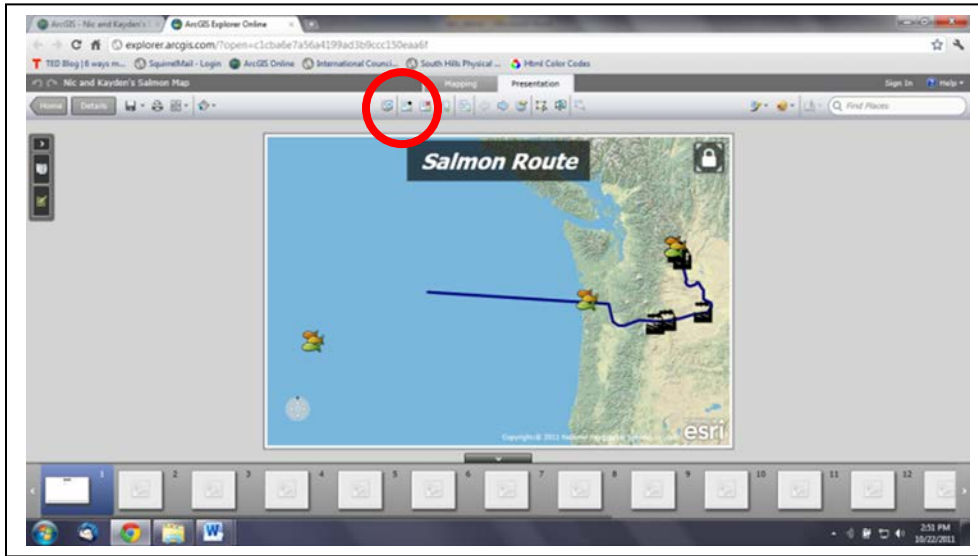 ArcGIS - Nic and Kayden's
ArcGIS Explorer Online
explorer.arcgis.com/?open=c1cba6e7a56a4199ad3b9ccc150eaa6f
TED Blog | 6 ways m...
SquirrelMail - Login
ArcGIS Online
International Counci...
South Hills Physical ...
Html Color Codes
Nic and Kayden's Salmon Map
Mapping
Presentation
Sign In
Help
Home
Details
Find Places
Salmon Route
Copyright:© 2011 National
esri
1 2 3 4 5 6 7 8 9 10 11 12
2:51 PM
10/22/2011